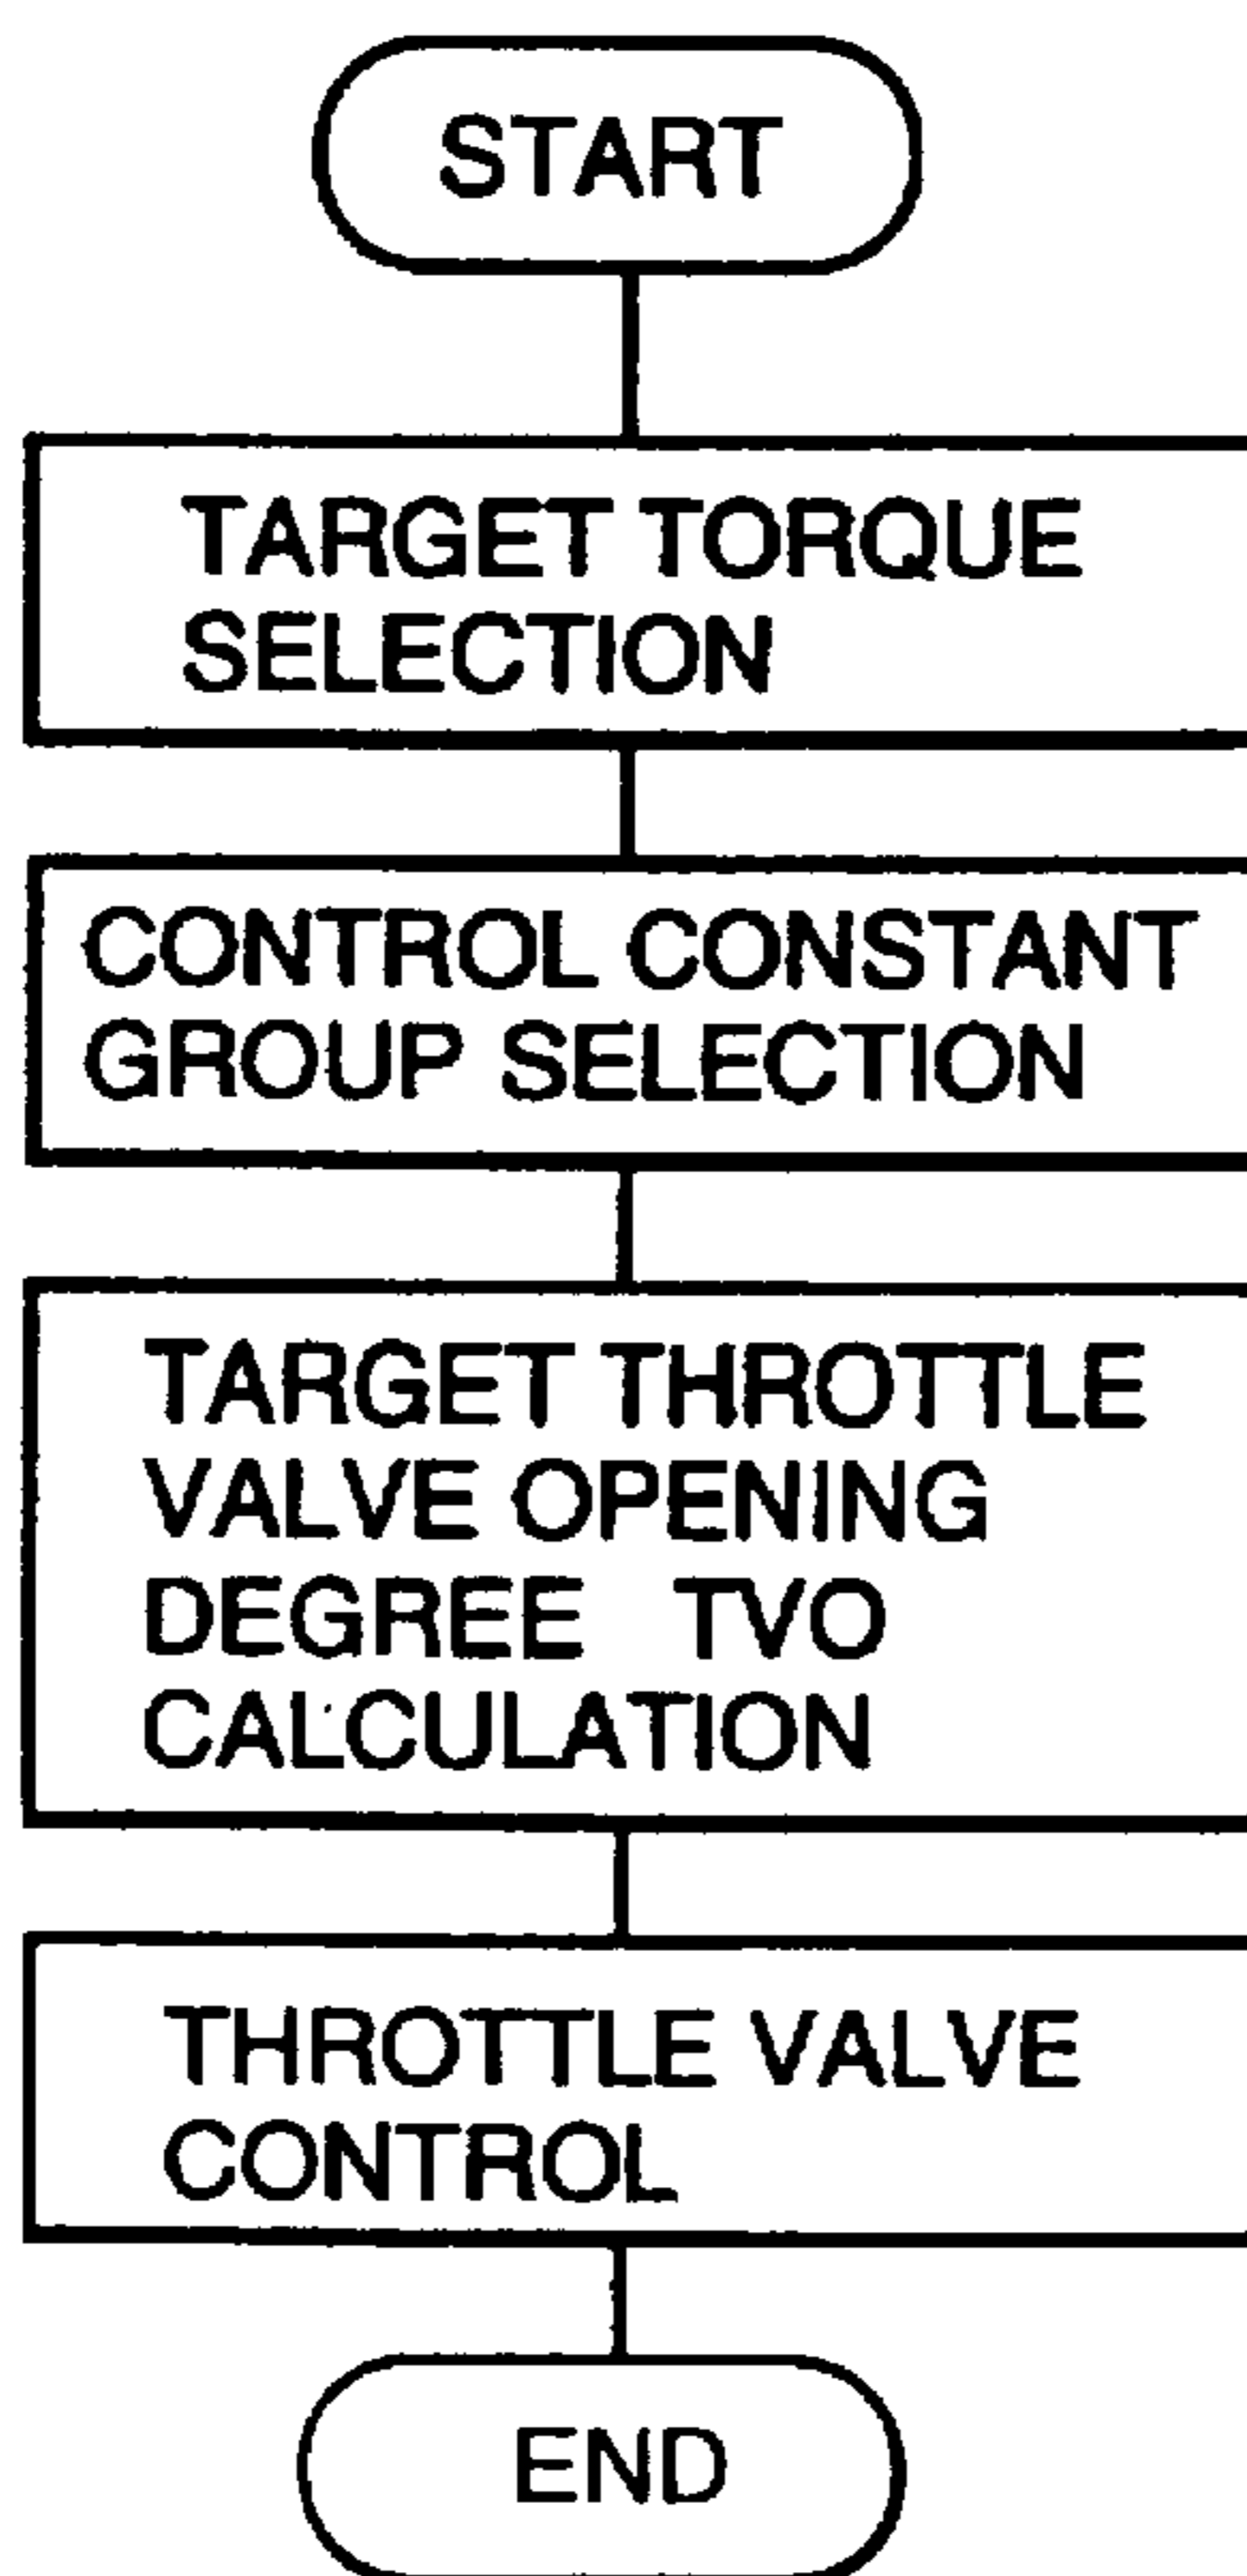 START
TARGET TORQUE
SELECTION
CONTROL CONSTANT
GROUP SELECTION
TARGET THROTTLE
VALVE OPENING
DEGREE TVO
CALCULATION
THROTTLE VALVE
CONTROL
END